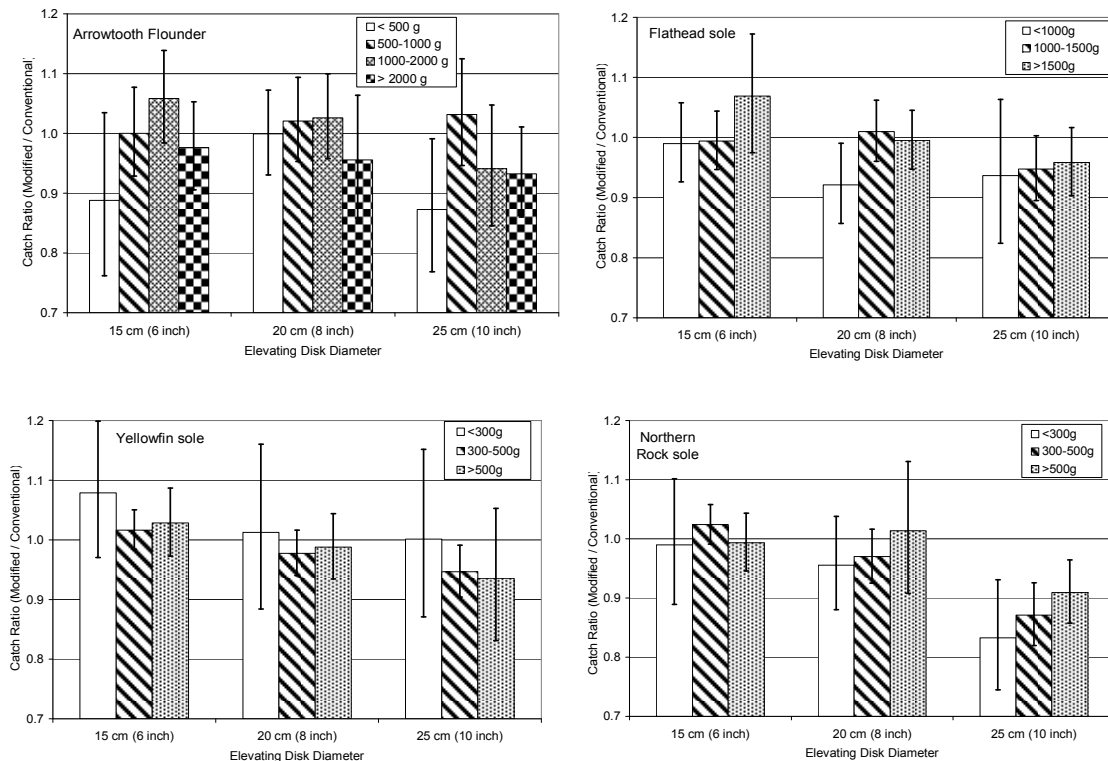 Arrowtooth Flounder
< 500 g
500-1000 g
1000-2000 g
> 2000 g
Catch Ratio (Modified / Conventional)
1.2
1.1
1.0
0.9
0.8
0.7
15 cm (6 inch) 20 cm (8 inch) 25 cm (10 inch)
Elevating Disk Diameter
Flathead sole
<1000g
1000-1500g
>1500g
Catch Ratio (Modified / Conventional)
1.2
1.1
1.0
0.9
0.8
0.7
15 cm (6 inch) 20 cm (8 inch) 25 cm (10 inch)
Elevating Disk Diameter
Yellowfin sole
<300g
300-500g
>500g
Catch Ratio (Modified / Conventional)
1.2
1.1
1.0
0.9
0.8
0.7
15 cm (6 inch) 20 cm (8 inch) 25 cm (10 inch)
Elevating Disk Diameter
Northern
Rock sole
<300g
300-500g
>500g
Catch Ratio (Modified / Conventional)
1.2
1.1
1.0
0.9
0.8
0.7
15 cm (6 inch) 20 cm (8 inch) 25 cm (10 inch)
Elevating Disk Diameter